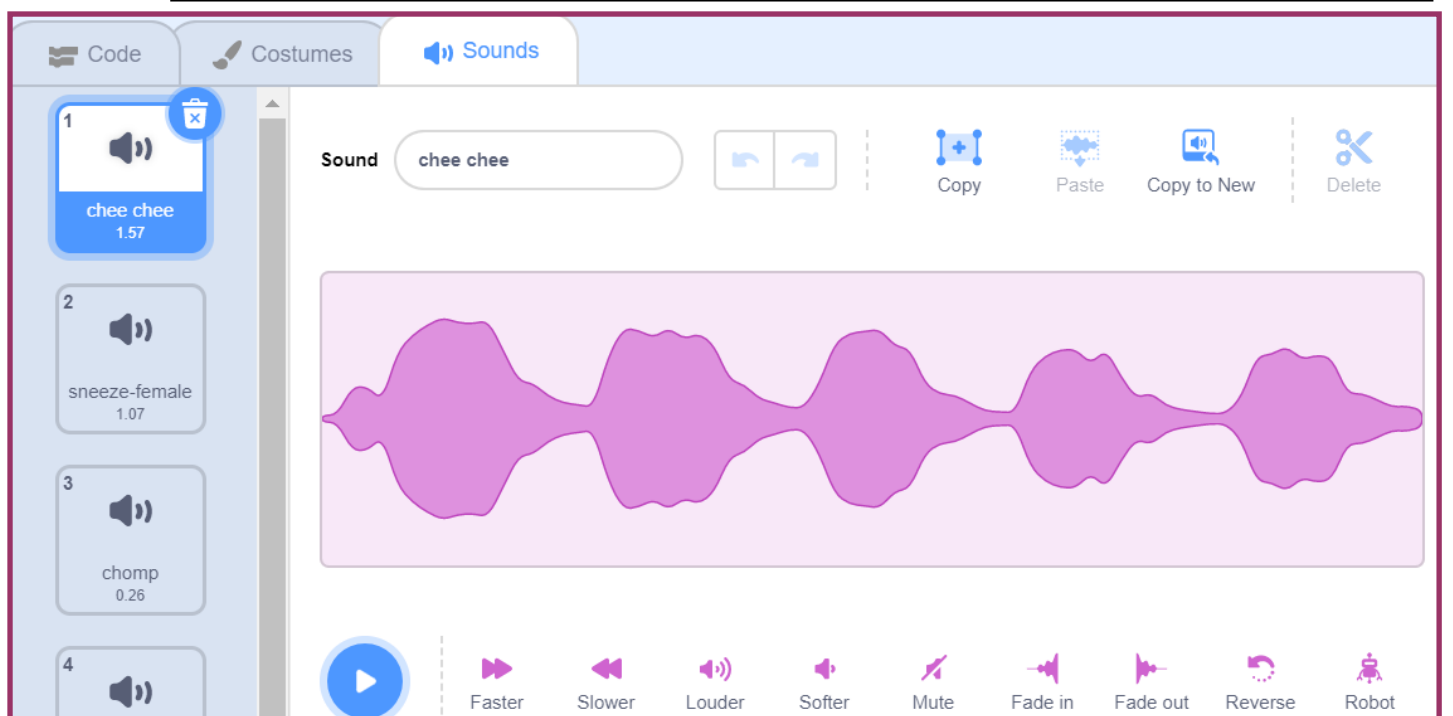 Code
Costumes
Sounds
1
chee chee
1.57
2
sneeze-female
1.07
3
chomp
0.26
4
Sound
chee chee
Copy
Paste
Copy to New
Delete
Faster
Slower
Louder
Softer
Mute
Fade in
Fade out
Reverse
Robot